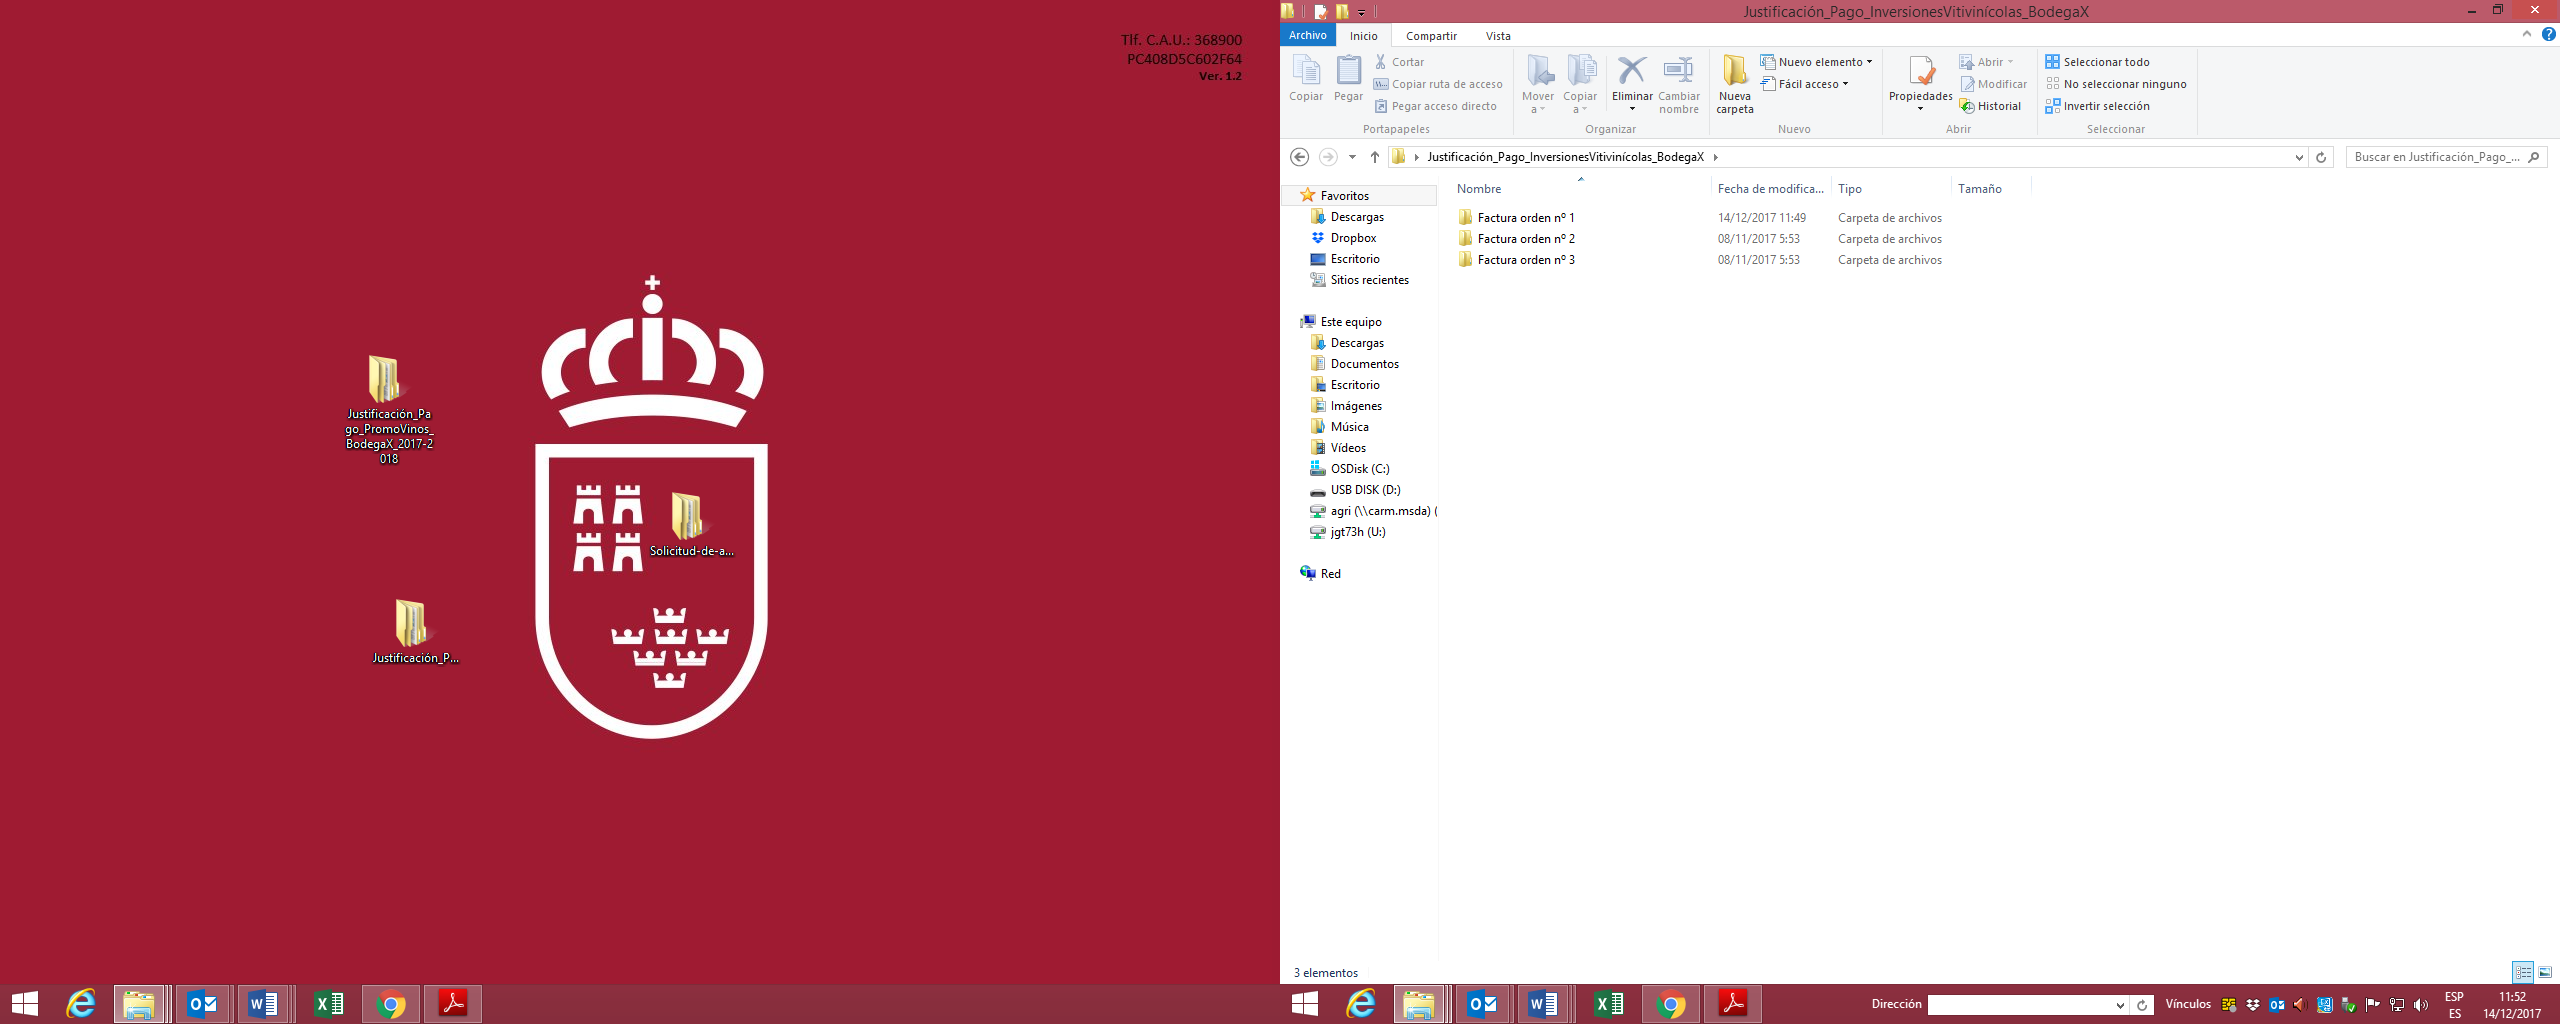 Tlf. C.A.U.: 368900
PC408D5C602F64
Ver. 1.2
Justificación_Pa
go_PromoVinos_
BodegaX_2017-2
018
Solicitud-de-a...
Justificación_P...
Justificación_Pago_InversionesVitivinícolas_BodegaX
Archivo Inicio Compartir Vista
Copiar
Pegar
Cortar
Copiar ruta de acceso
Pegar acceso directo
Portapapeles
Mover
a
Copiar
a
Eliminar
Cambiar
nombre
Organizar
Nueva
carpeta
Nuevo elemento
Fácil acceso
Nuevo
Propiedades
Abrir
Modificar
Historial
Abrir
Seleccionar todo
No seleccionar ninguno
Invertir selección
Seleccionar
Justificación_Pago_InversionesVitivinícolas_BodegaX
Buscar en Justificación_Pago_...
Favoritos
Descargas
Dropbox
Escritorio
Sitios recientes
Este equipo
Descargas
Documentos
Escritorio
Imágenes
Música
Vídeos
OSDisk (C:)
USB DISK (D:)
agri (\\carm.msda) (
jgt73h (U:)
Red
Nombre Fecha de modifica... Tipo Tamaño
Factura orden nº 1 14/12/2017 11:49 Carpeta de archivos
Factura orden nº 2 08/11/2017 5:53 Carpeta de archivos
Factura orden nº 3 08/11/2017 5:53 Carpeta de archivos
3 elementos
Dirección
Vínculos
ESP
ES
11:52
14/12/2017